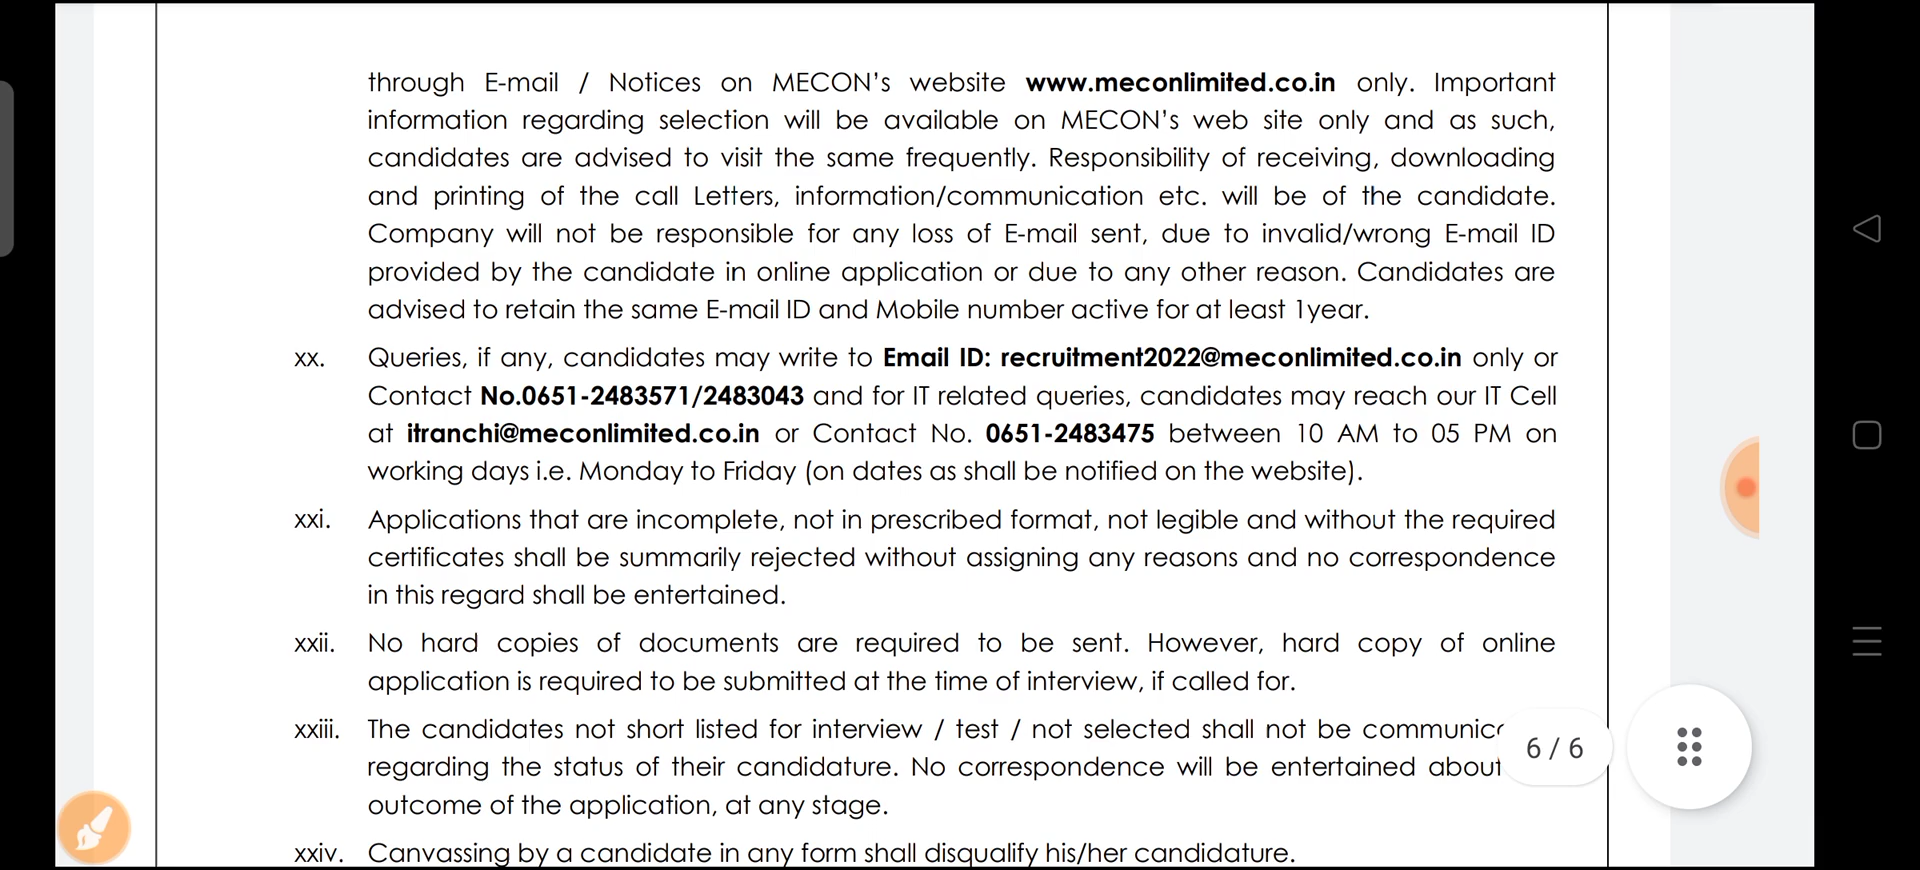 through E-mail / Notices on MECON’s website www.meconlimited.co.in only. Important
information regarding selection will be available on MECON’s web site only and as such,
candidates are advised to visit the same frequently. Responsibility of receiving, downloading
and printing of the call Letters, information/communication etc. will be of the candidate.
Company will not be responsible for any loss of E-mail sent, due to invalid/wrong E-mail ID
provided by the candidate in online application or due to any other reason. Candidates are
advised to retain the same E-mail ID and Mobile number active for at least 1year.
xx. Queries, if any, candidates may write to Email ID: recruitment2022@meconlimited.co.in only or
Contact No.0651-2483571/2483043 and for IT related queries, candidates may reach our IT Cell
at itranchi@meconlimited.co.in or Contact No. 0651-2483475 between 10 AM to 05 PM on
working days i.e. Monday to Friday (on dates as shall be notified on the website).
xxi. Applications that are incomplete, not in prescribed format, not legible and without the required
certificates shall be summarily rejected without assigning any reasons and no correspondence
in this regard shall be entertained.
xxii. No hard copies of documents are required to be sent. However, hard copy of online
application is required to be submitted at the time of interview, if called for.
xxiii. The candidates not short listed for interview / test / not selected shall not be
regarding the status of their candidature. No correspondence will be entertained about
outcome of the application, at any stage.
xxiv. Canvassing by a candidate in any form shall disqualify his/her candidature.
6 / 6